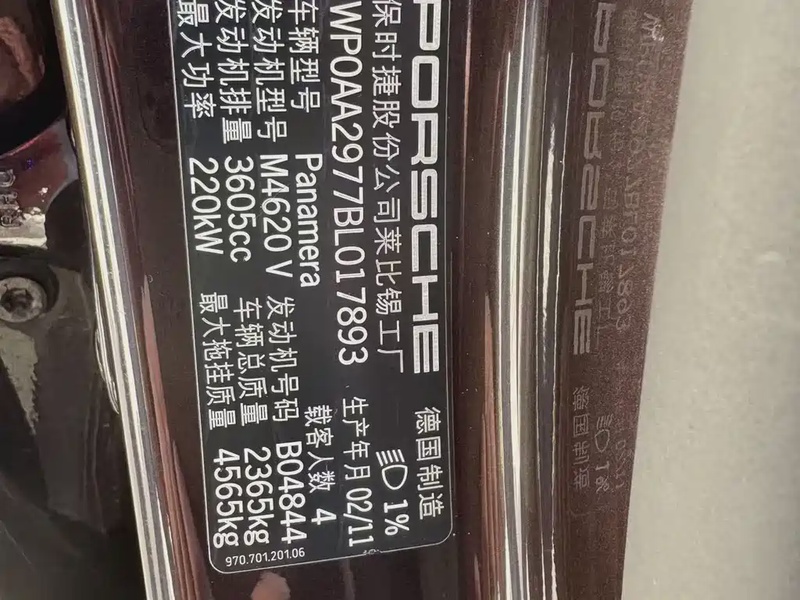 PORSCHE 德国制造
保时捷股份公司莱比锡工厂 1%
WP0AA2977BL017893 生产年月 02/11
车辆型号 Panamera 载客人数 4
发动机型号 M4620 V 发动机号码 B04844
发动机排量 3605cc 车辆总质量 2365kg
最大功率 220kW 最大拖挂质量 4565kg
970.701.201.06